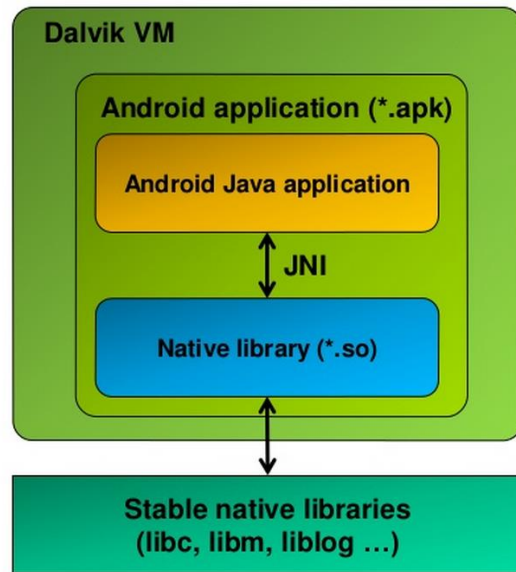 Dalvik VM
Android application (*.apk)
Android Java application
JNI
Native library (*.so)
Stable native libraries
(libc, libm, liblog ...)